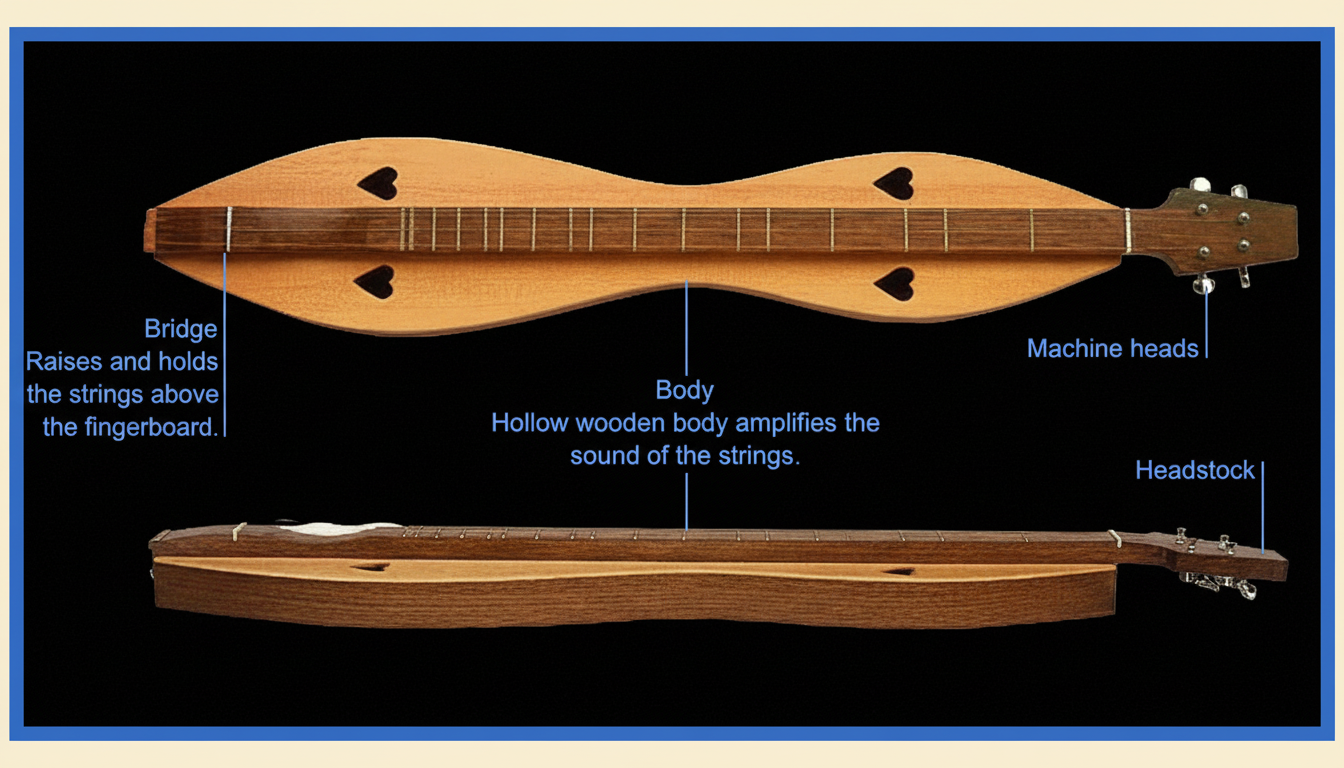 Bridge
Raises and holds
the strings above
the fingerboard.
Body
Hollow wooden body amplifies the
sound of the strings.
Machine heads
Headstock